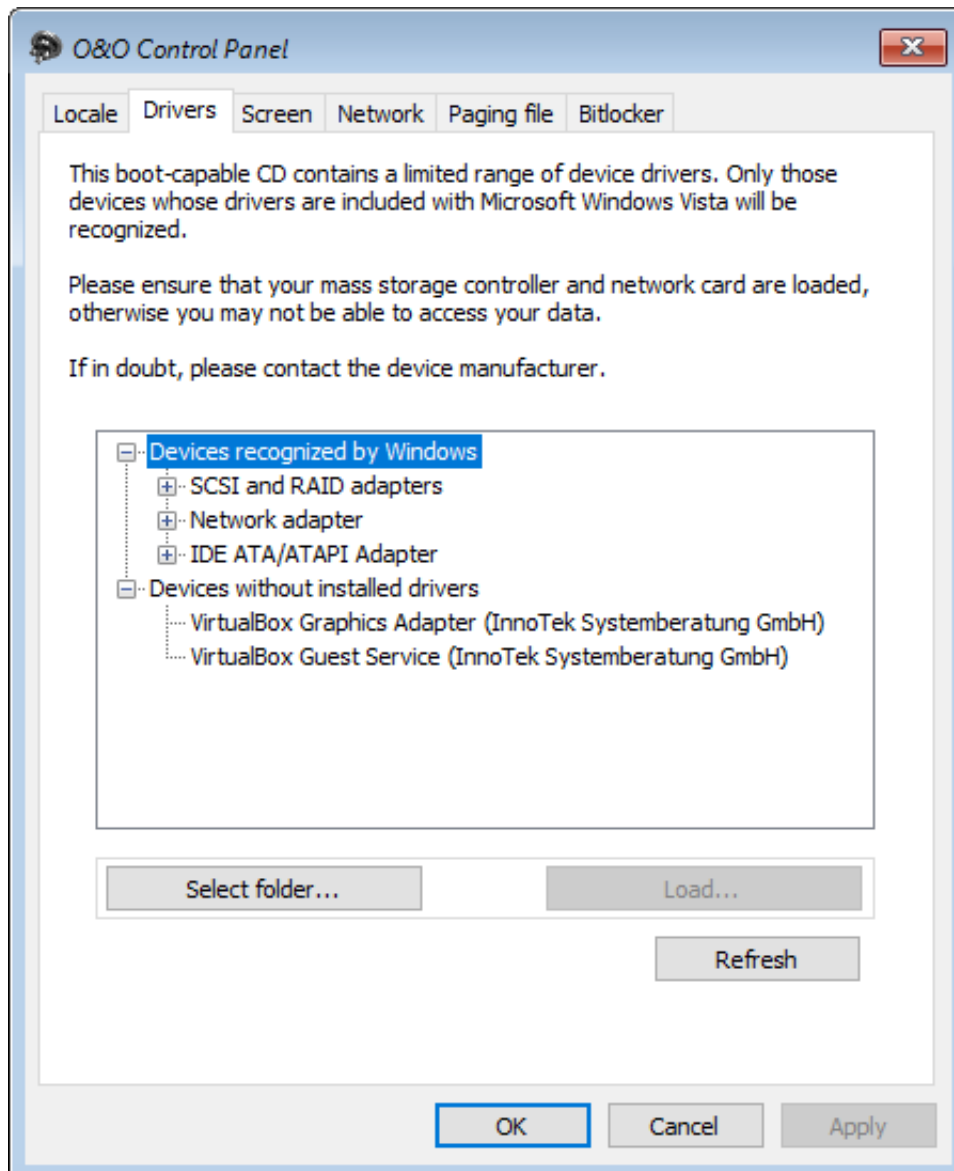 O&O Control Panel
Locale
Drivers
Screen
Network
Paging file
Bitlocker
This boot-capable CD contains a limited range of device drivers. Only those
devices whose drivers are included with Microsoft Windows Vista will be
recognized.
Please ensure that your mass storage controller and network card are loaded,
otherwise you may not be able to access your data.
If in doubt, please contact the device manufacturer.
Devices recognized by Windows
SCSI and RAID adapters
Network adapter
IDE ATA/ATAPI Adapter
Devices without installed drivers
VirtualBox Graphics Adapter (InnoTek Systemberatung GmbH)
VirtualBox Guest Service (InnoTek Systemberatung GmbH)
Select folder...
Load...
Refresh
OK
Cancel
Apply